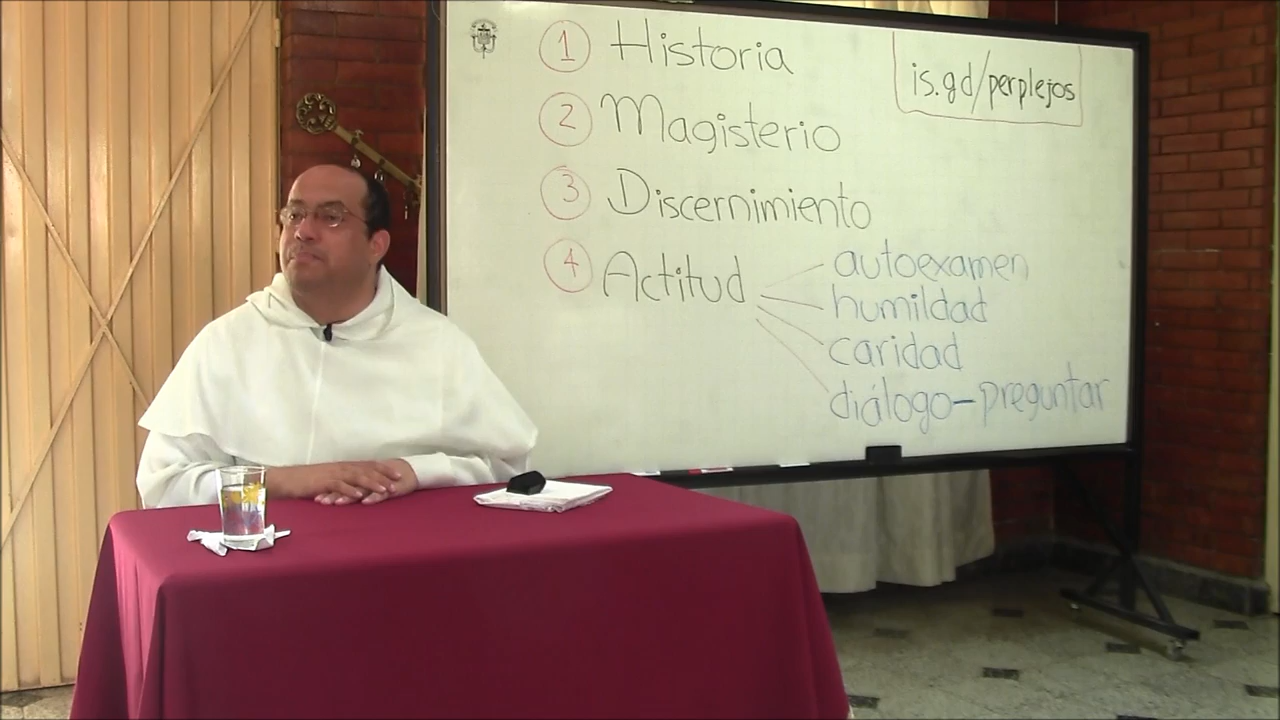 1 Historia
is.gd/perplejos
2 Magisterio
3 Discernimiento
4 Actitud
autoexamen
humildad
caridad
diálogo-preguntar